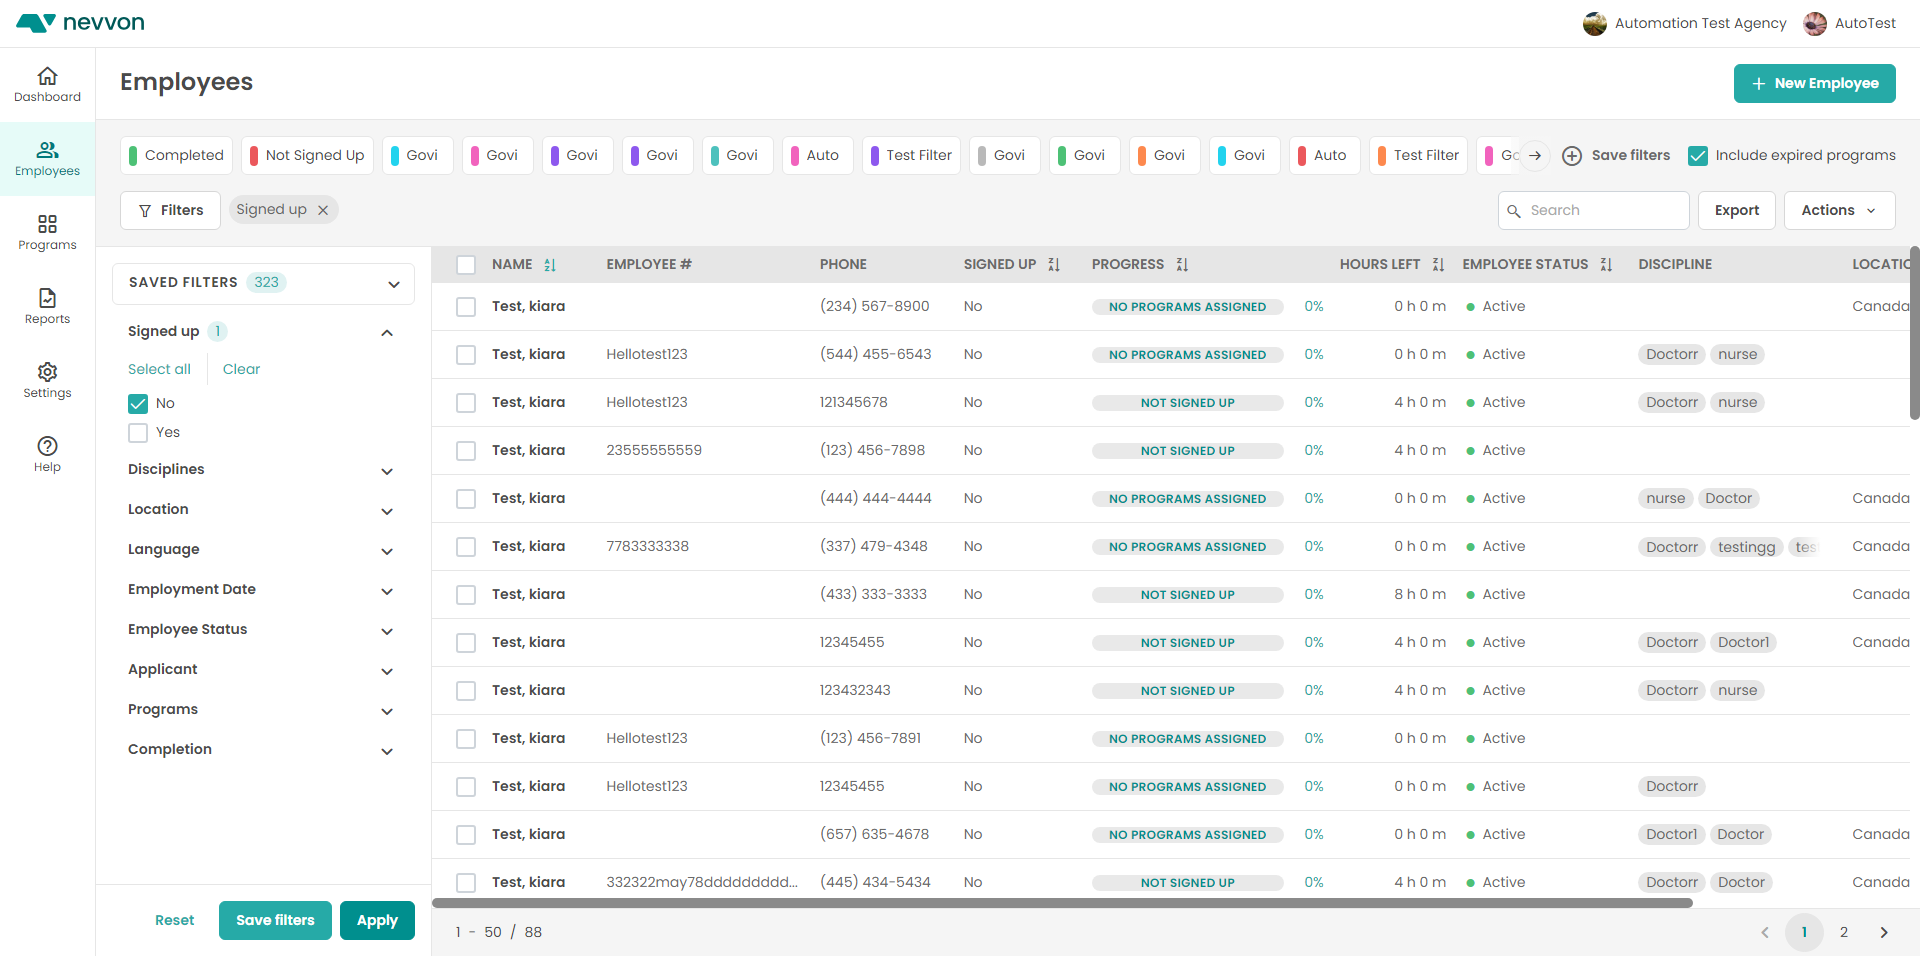 nevvon
Automation Test Agency AutoTest
Dashboard
Employees
Programs
Reports
Settings
Help
Employees
New Employee
Completed Not Signed Up Govi Govi Govi Govi Govi Auto Test Filter Govi Govi Govi Govi Auto Test Filter Save filters Include expired programs
Filters Signed up Search Export Actions
SAVED FILTERS 323
Signed up 1
Select all Clear
No
Yes
Disciplines
Location
Language
Employment Date
Employee Status
Applicant
Programs
Completion
Reset Save filters Apply
NAME EMPLOYEE # PHONE SIGNED UP PROGRESS HOURS LEFT EMPLOYEE STATUS DISCIPLINE
Test, kiara (234) 567-8900 No NO PROGRAMS ASSIGNED 0% 0 h 0 m Active Canada
Test, kiara Hellotest123 (544) 455-6543 No NO PROGRAMS ASSIGNED 0% 0 h 0 m Active Doctorr nurse
Test, kiara Hellotest123 121345678 No NOT SIGNED UP 0% 4 h 0 m Active Doctorr nurse
Test, kiara 23555555559 (123) 456-7898 No NOT SIGNED UP 0% 4 h 0 m Active
Test, kiara (444) 444-4444 No NO PROGRAMS ASSIGNED 0% 0 h 0 m Active nurse Doctor Canada
Test, kiara 7783333338 (337) 479-4348 No NO PROGRAMS ASSIGNED 0% 0 h 0 m Active Doctorr testingg Canada
Test, kiara (433) 333-3333 No NOT SIGNED UP 0% 8 h 0 m Active Canada
Test, kiara 12345455 No NOT SIGNED UP 0% 4 h 0 m Active Doctorr Doctor1 Canada
Test, kiara 123432343 No NOT SIGNED UP 0% 4 h 0 m Active Doctorr nurse
Test, kiara Hellotest123 (123) 456-7891 No NO PROGRAMS ASSIGNED 0% 0 h 0 m Active
Test, kiara Hellotest123 12345455 No NO PROGRAMS ASSIGNED 0% 0 h 0 m Active Doctorr
Test, kiara (657) 635-4678 No NO PROGRAMS ASSIGNED 0% 0 h 0 m Active Doctor1 Doctor Canada
Test, kiara 332322may78ddddddddd... (445) 434-5434 No NOT SIGNED UP 0% 4 h 0 m Active Doctorr Doctor Canada
1 - 50 / 88 1 2